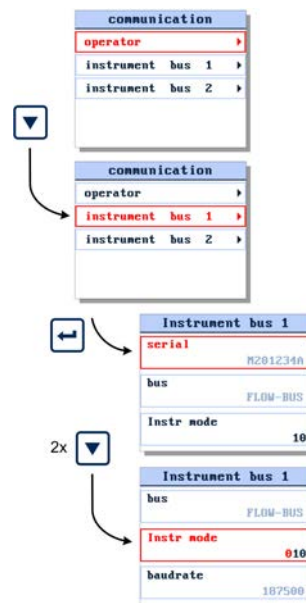 communication
operator
instrument bus 1
instrument bus 2
communication
operator
instrument bus 1
instrument bus 2
Instrument bus 1
serial
M201234A
bus
FLOW-BUS
Instr mode
10
2x
Instrument bus 1
bus
FLOW-BUS
Instr mode
010
baudrate
187500